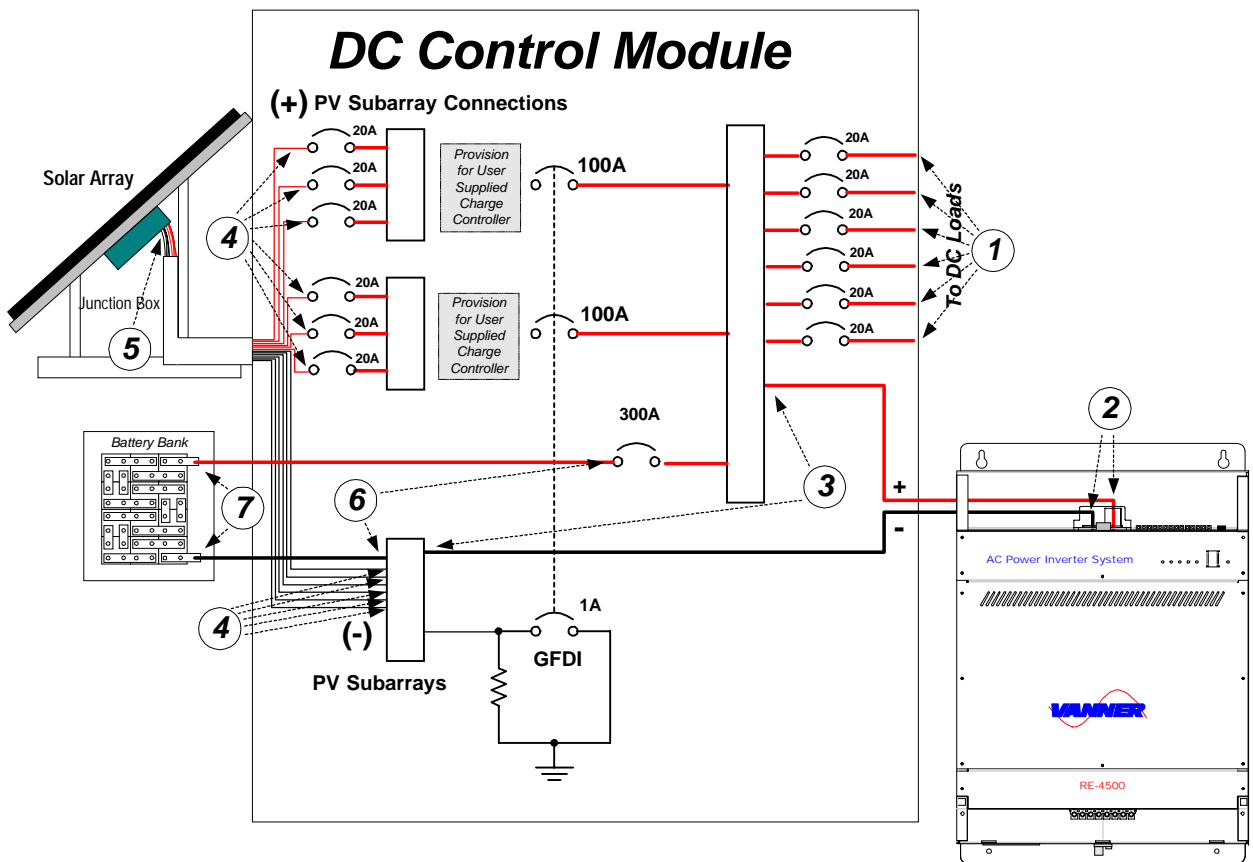 DC Control Module
(+) PV Subarray Connections
20A
20A
20A
Provision
for User
Supplied
Charge
Controller
100A
20A
20A
20A
20A
20A
20A
To DC Loads
1
Solar Array
4
Junction Box
5
20A
20A
20A
Provision
for User
Supplied
Charge
Controller
100A
300A
2
3
+
-
Battery Bank
7
6
4
(-)
PV Subarrays
1A
GFDI
AC Power Inverter System
VANNER
RE-4500